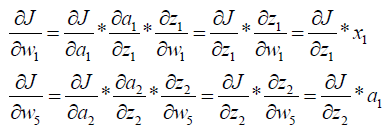 ∂J/∂w₁ = ∂J/∂a₁ * ∂a₁/∂z₁ * ∂z₁/∂w₁ = ∂J/∂z₁ * ∂z₁/∂w₁ = ∂J/∂z₁ * x₁
∂J/∂w₅ = ∂J/∂a₂ * ∂a₂/∂z₂ * ∂z₂/∂w₅ = ∂J/∂z₂ * ∂z₂/∂w₅ = ∂J/∂z₂ * a₁